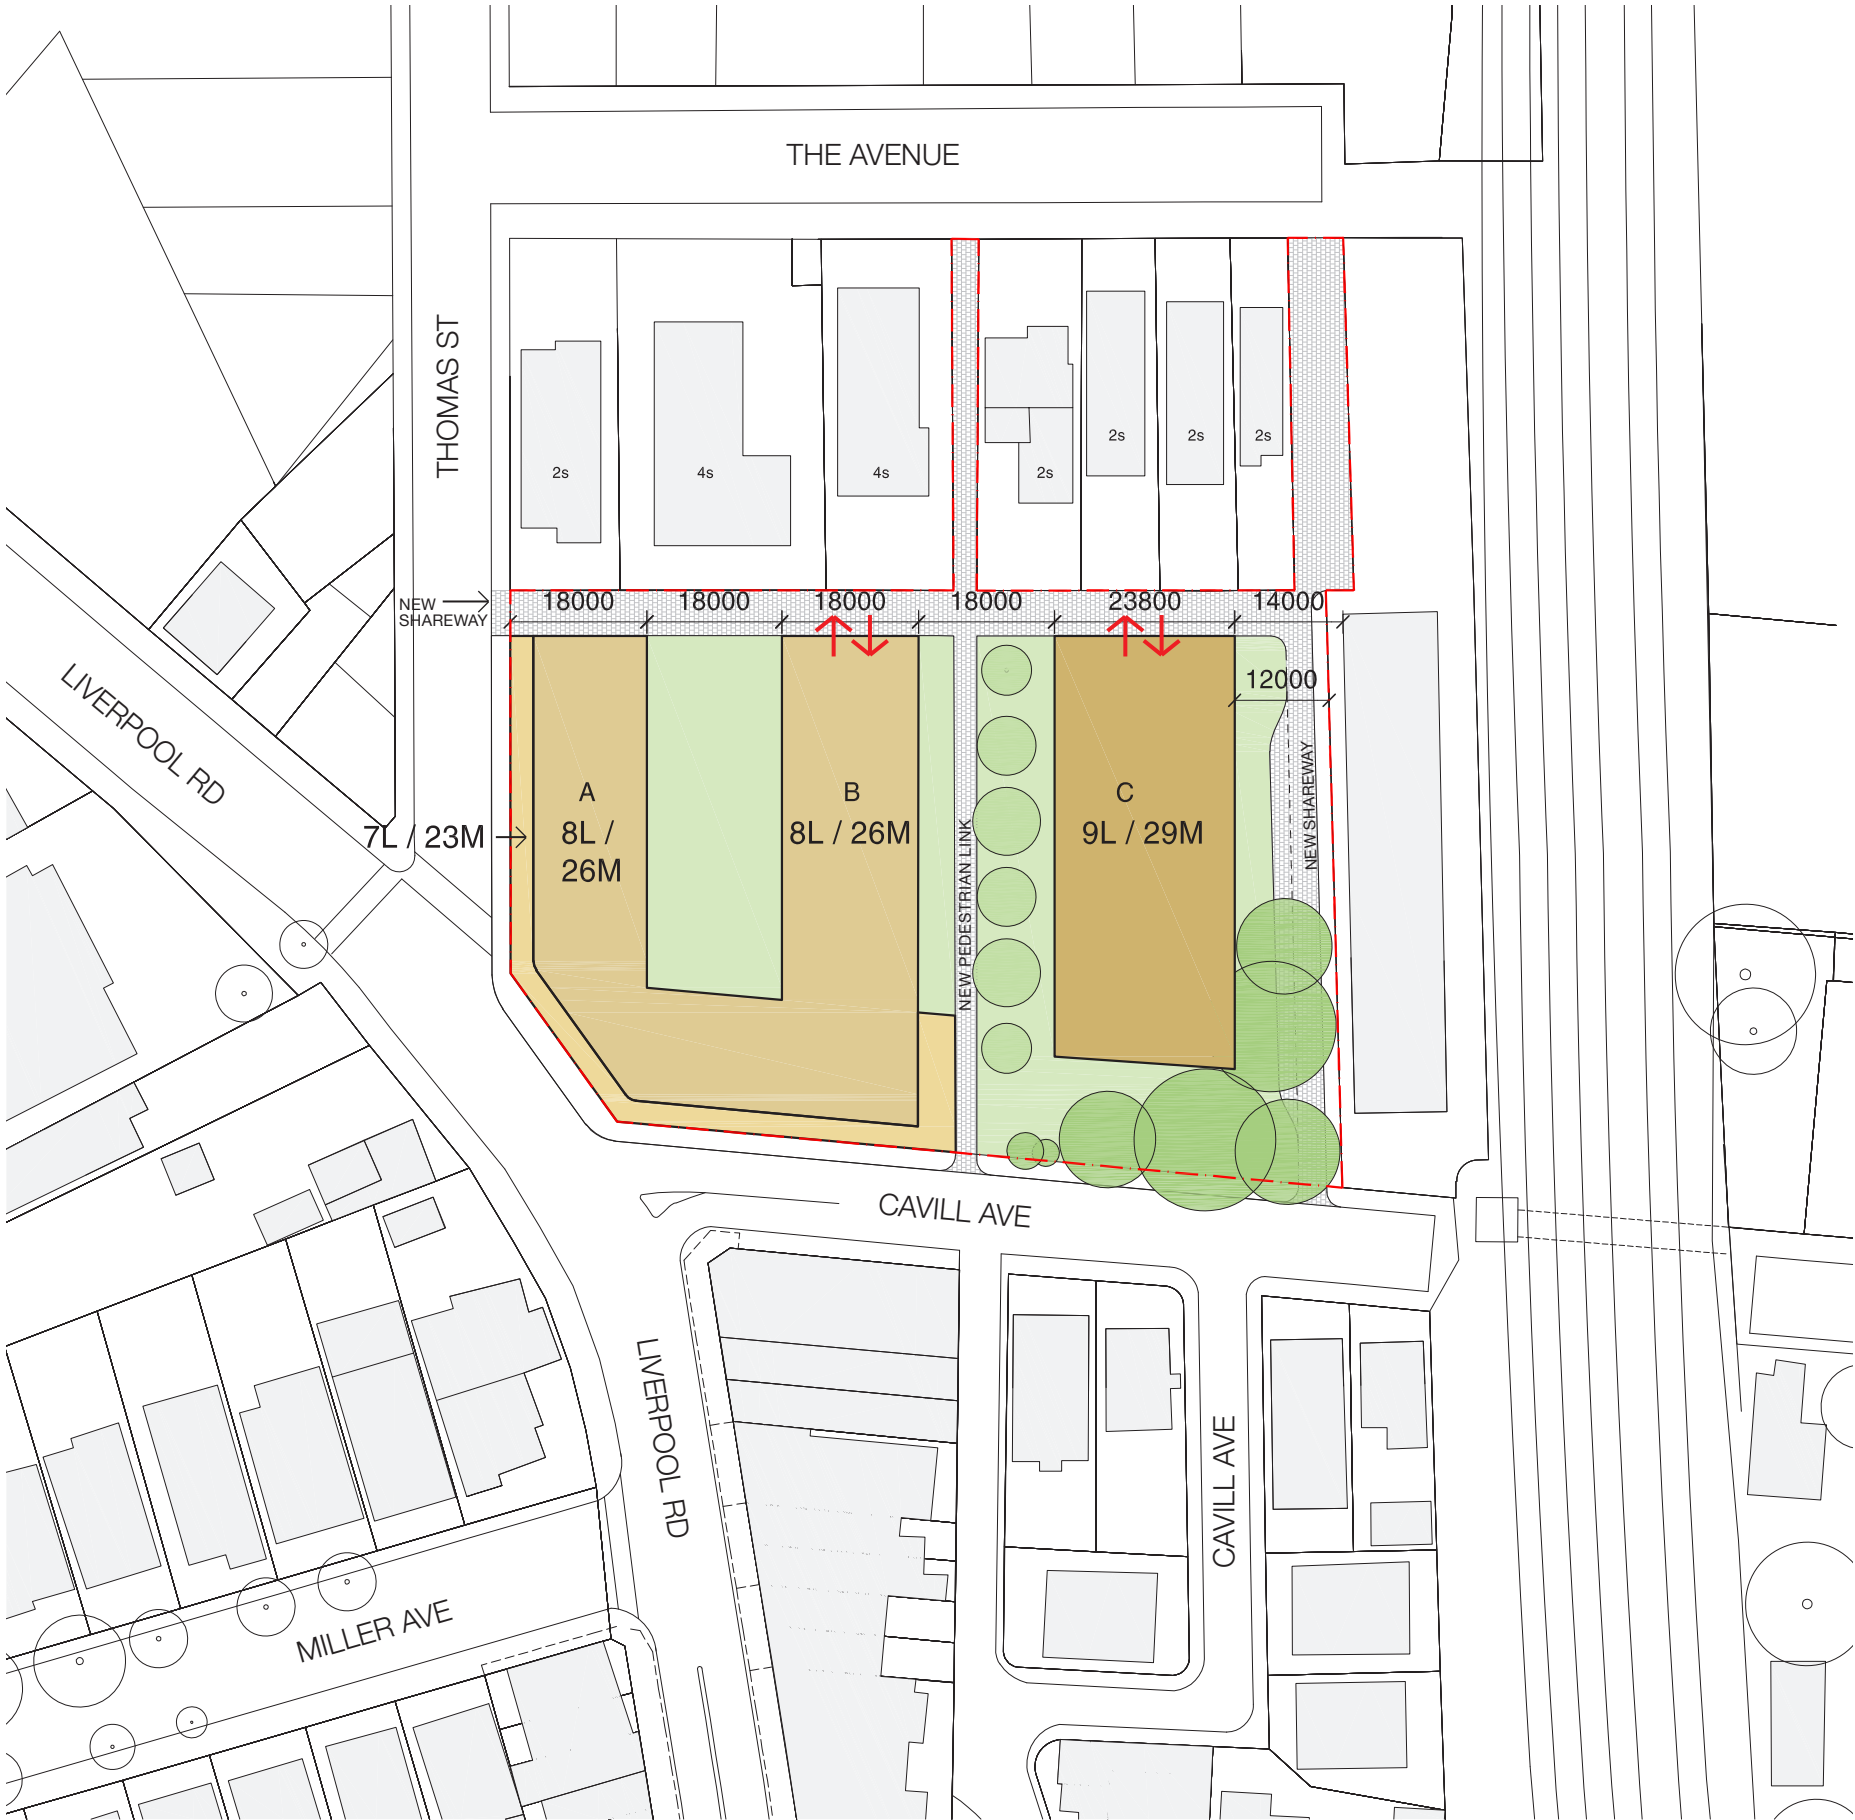 THE AVENUE
THOMAS ST
2s
4s
4s
2s
2s
2s
2s
NEW
SHAREWAY
18000
18000
18000
18000
23800
14000
12000
LIVERPOOL RD
7L / 23M
A
8L /
26M
B
8L / 26M
NEW PEDESTRIAN LINK
C
9L / 29M
NEW SHAREWAY
CAVILL AVE
LIVERPOOL RD
CAVILL AVE
MILLER AVE